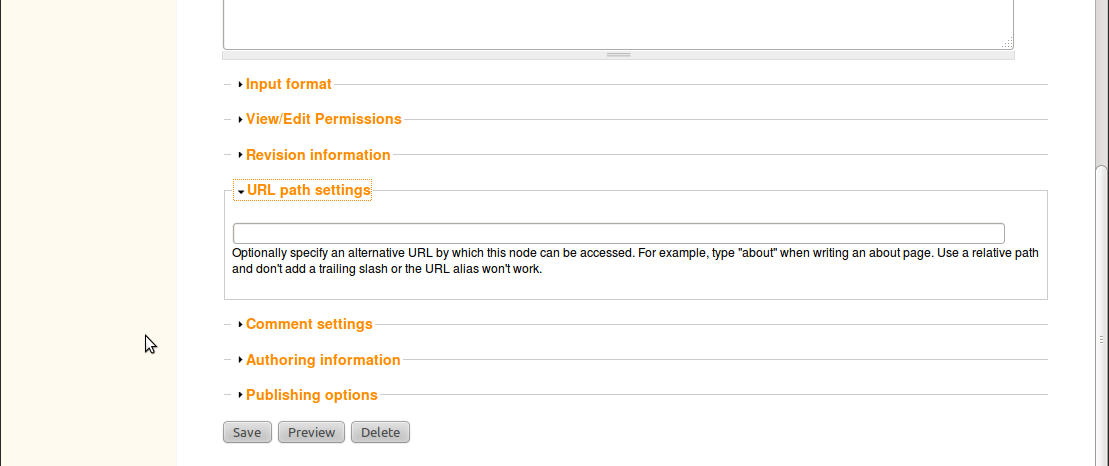 Input format
View/Edit Permissions
Revision information
URL path settings
Optionally specify an alternative URL by which this node can be accessed. For example, type "about" when writing an about page. Use a relative path
and don't add a trailing slash or the URL alias won't work.
Comment settings
Authoring information
Publishing options
Save Preview Delete